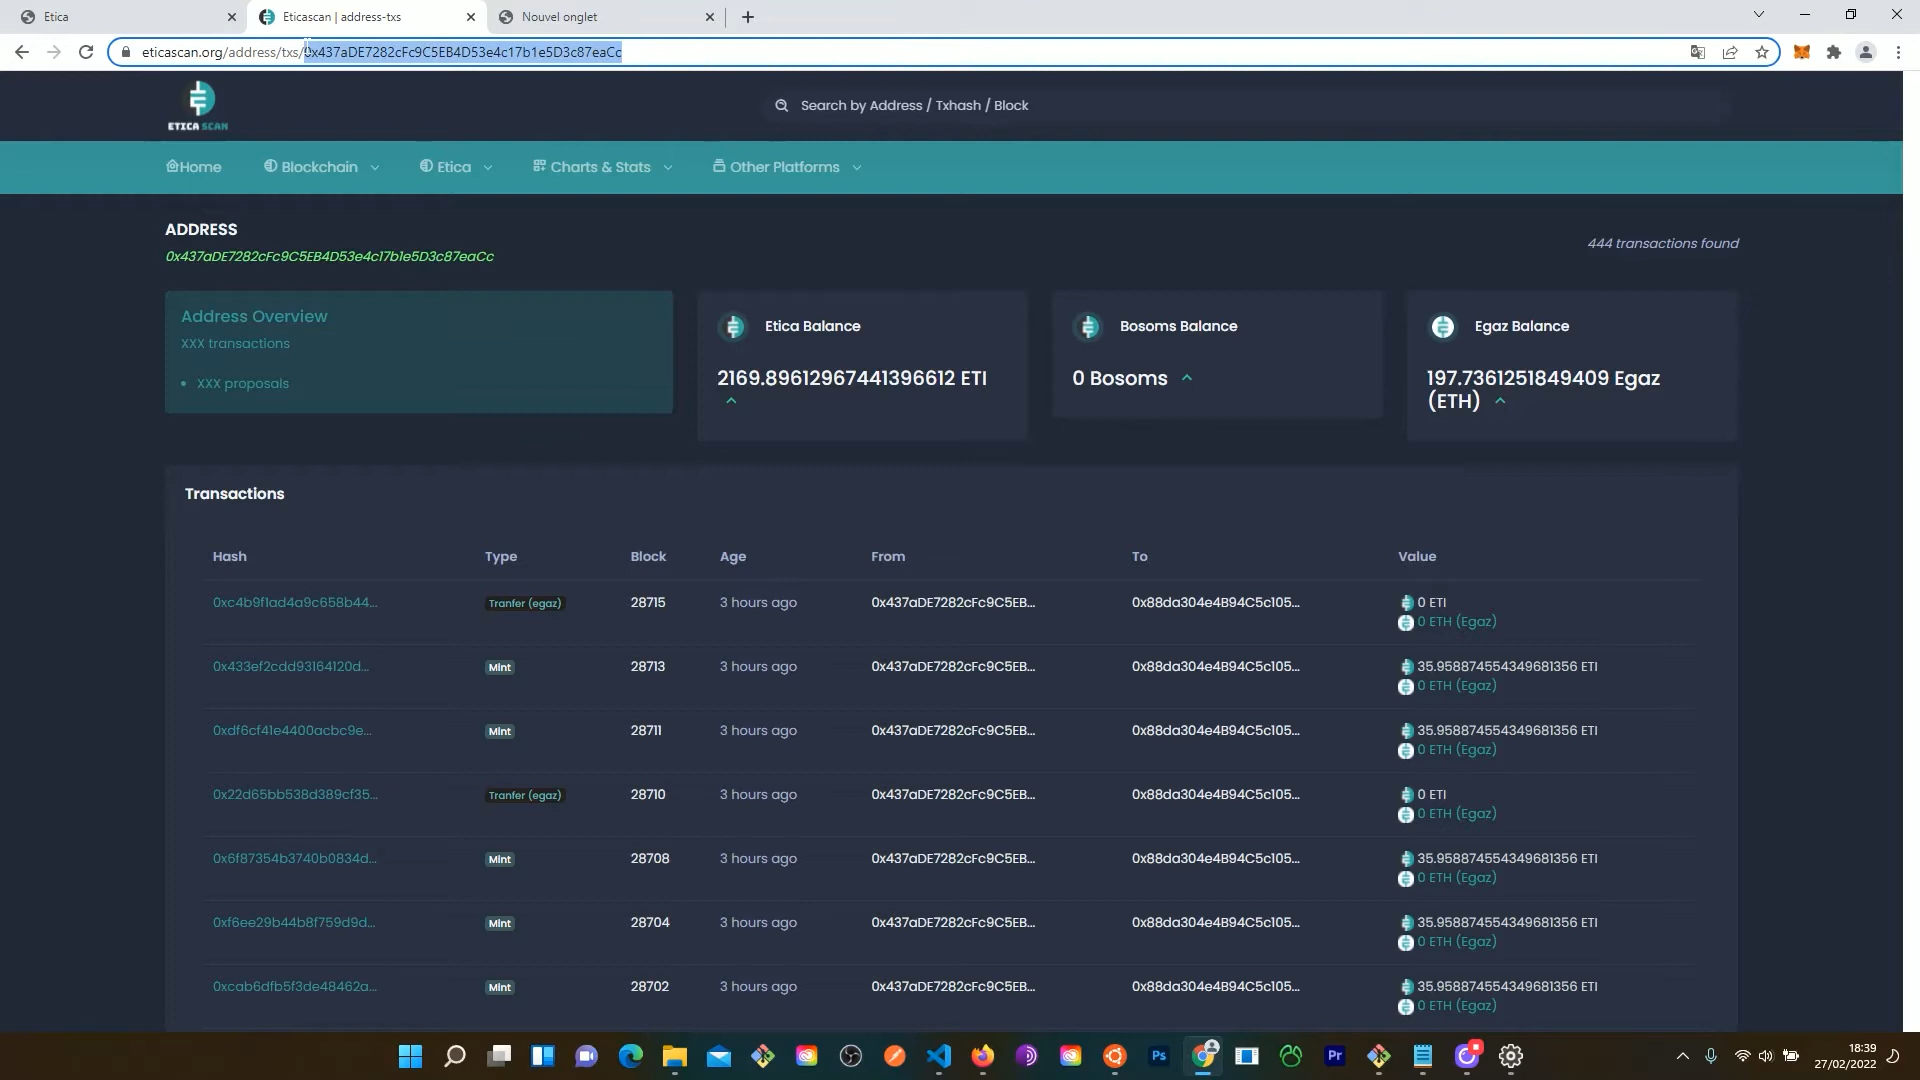 Etica
Eticascan | address-txs
Nouvel onglet
eticascan.org/address/txs/0x437aDE7282cFc9C5EB4D53e4c17b1e5D3c87eaCc
ETICA SCAN
Search by Address / Txhash / Block
Home
Blockchain
Etica
Charts & Stats
Other Platforms
ADDRESS
0x437aDE7282cFc9C5EB4D53e4c17b1e5D3c87eaCc
444 transactions found
Address Overview
XXX transactions
XXX proposals
Etica Balance
2169.89612967441396612 ETI
Bosoms Balance
0 Bosoms
Egaz Balance
197.7361251849409 Egaz
(ETH)
Transactions
Hash Type Block Age From To Value
0xc4b9f1ad4a9c658b44... Tranfer (egaz) 28715 3 hours ago 0x437aDE7282cFc9C5EB... 0x88da304e4B94C5c105... 0 ETI
0 ETH (Egaz)
0x433ef2cdd93164120d... Mint 28713 3 hours ago 0x437aDE7282cFc9C5EB... 0x88da304e4B94C5c105... 35.958874554349681356 ETI
0 ETH (Egaz)
0xdf6cf41e4400acbc9e... Mint 28711 3 hours ago 0x437aDE7282cFc9C5EB... 0x88da304e4B94C5c105... 35.958874554349681356 ETI
0 ETH (Egaz)
0x22d65bb538d389cf35... Tranfer (egaz) 28710 3 hours ago 0x437aDE7282cFc9C5EB... 0x88da304e4B94C5c105... 0 ETI
0 ETH (Egaz)
0x6f87354b3740b0834d... Mint 28708 3 hours ago 0x437aDE7282cFc9C5EB... 0x88da304e4B94C5c105... 35.958874554349681356 ETI
0 ETH (Egaz)
0xf6ee29b44b8f759d9d... Mint 28704 3 hours ago 0x437aDE7282cFc9C5EB... 0x88da304e4B94C5c105... 35.958874554349681356 ETI
0 ETH (Egaz)
0xcab6dfb5f3de48462a... Mint 28702 3 hours ago 0x437aDE7282cFc9C5EB... 0x88da304e4B94C5c105... 35.958874554349681356 ETI
0 ETH (Egaz)
Ps
Pr
18:39
27/02/2022